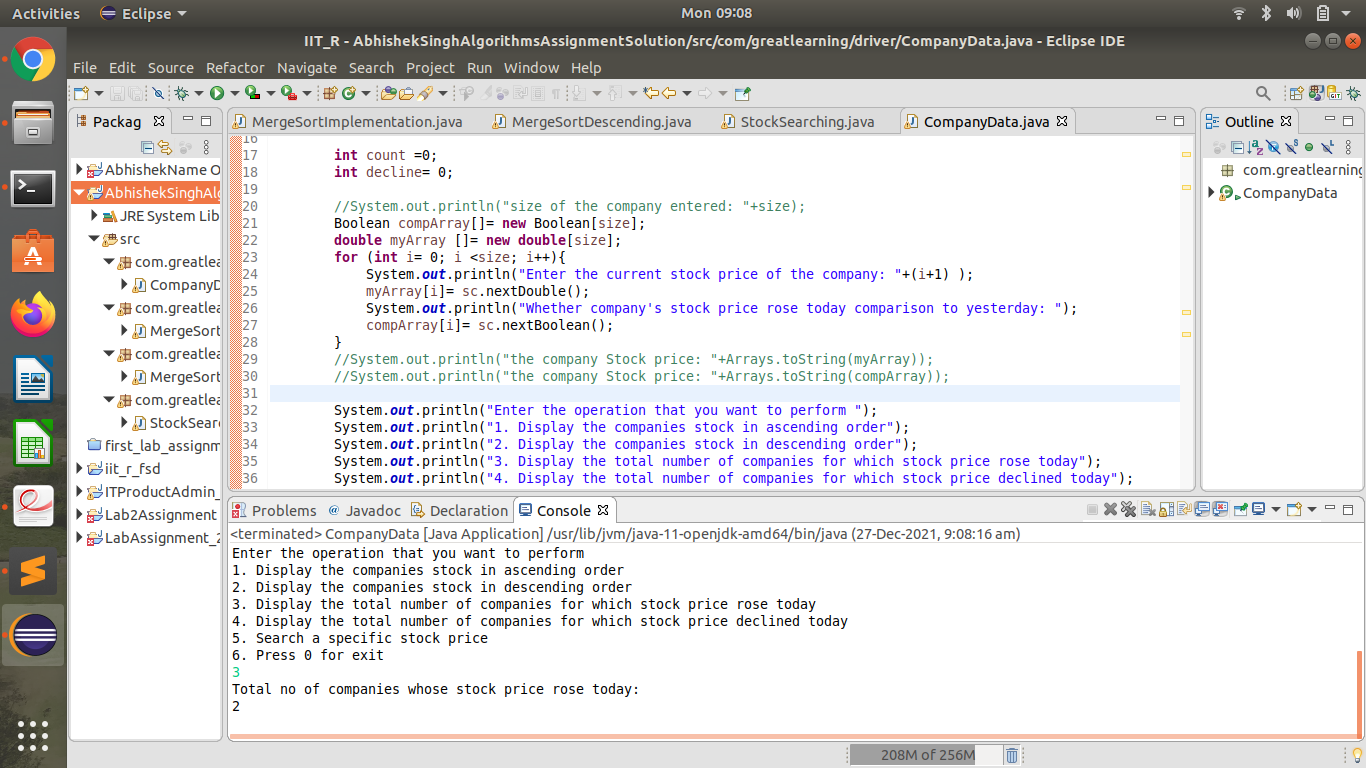 Activities Eclipse Mon 09:08
IIT_R - AbhishekSinghAlgorithmsAssignmentSolution/src/com/greatlearning/driver/CompanyData.java - Eclipse IDE
File Edit Source Refactor Navigate Search Project Run Window Help
Packag
AbhishekName O
AbhishekSinghAlg
JRE System Lib
src
com.greatlea
CompanyD
com.greatlea
MergeSort
com.greatlea
MergeSort
com.greatlea
StockSear
first_lab_assignm
iit_r_fsd
ITProductAdmin_
Lab2Assignment
LabAssignment_2
MergeSortImplementation.java MergeSortDescending.java StockSearching.java CompanyData.java
16
17 int count =0;
18 int decline= 0;
19
20 //System.out.println("size of the company entered: "+size);
21 Boolean compArray[]= new Boolean[size];
22 double myArray []= new double[size];
23 for (int i= 0; i <size; i++){
24 System.out.println("Enter the current stock price of the company: "+(i+1) );
25 myArray[i]= sc.nextDouble();
26 System.out.println("Whether company's stock price rose today comparison to yesterday: ");
27 compArray[i]= sc.nextBoolean();
28 }
29 //System.out.println("the company Stock price: "+Arrays.toString(myArray));
30 //System.out.println("the company Stock price: "+Arrays.toString(compArray));
31
32 System.out.println("Enter the operation that you want to perform ");
33 System.out.println("1. Display the companies stock in ascending order");
34 System.out.println("2. Display the companies stock in descending order");
35 System.out.println("3. Display the total number of companies for which stock price rose today");
36 System.out.println("4. Display the total number of companies for which stock price declined today");
Outline
com.greatlearning
CompanyData
Problems @ Javadoc Declaration Console
<terminated> CompanyData [Java Application] /usr/lib/jvm/java-11-openjdk-amd64/bin/java (27-Dec-2021, 9:08:16 am)
Enter the operation that you want to perform
1. Display the companies stock in ascending order
2. Display the companies stock in descending order
3. Display the total number of companies for which stock price rose today
4. Display the total number of companies for which stock price declined today
5. Search a specific stock price
6. Press 0 for exit
3
Total no of companies whose stock price rose today:
2
208M of 256M